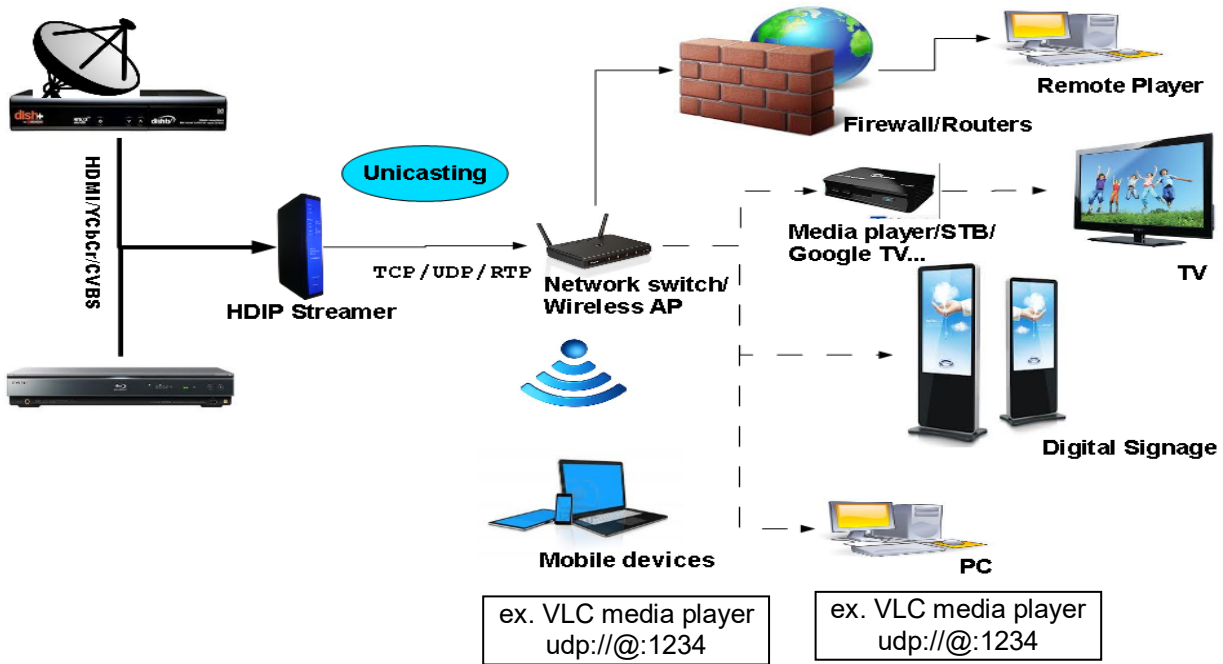 dish+
dishtv
HDMI/YCbCr/CVBS
Unicasting
HDIP Streamer
TCP/UDP/RTP
Network switch/
Wireless AP
Firewall/Routers
Remote Player
Media player/STB/
Google TV...
TV
Digital Signage
Mobile devices
PC
ex. VLC media player
udp://@:1234
ex. VLC media player
udp://@:1234